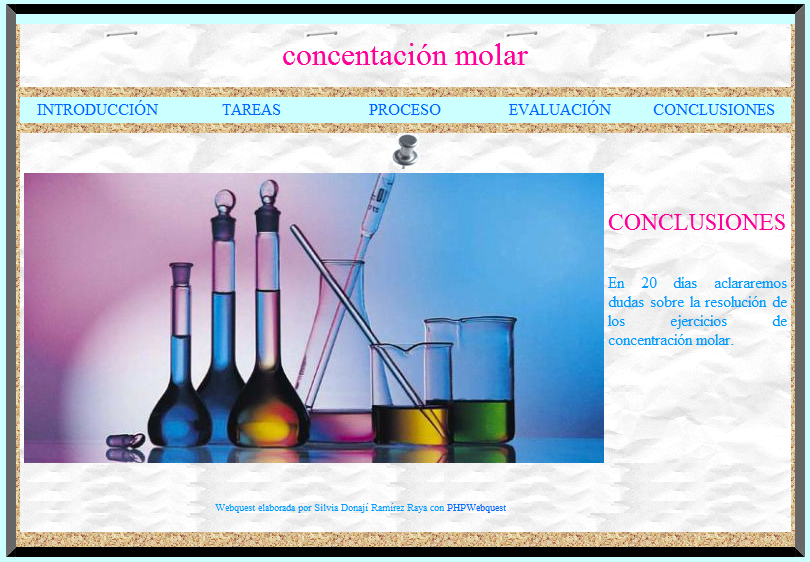 concentación molar
INTRODUCCIÓN TAREAS PROCESO EVALUACIÓN CONCLUSIONES
CONCLUSIONES
En 20 días aclararemos
dudas sobre la resolución de
los ejercicios de
concentración molar.
Webquest elaborada por Silvia Donají Ramírez Raya con PHPWebquest